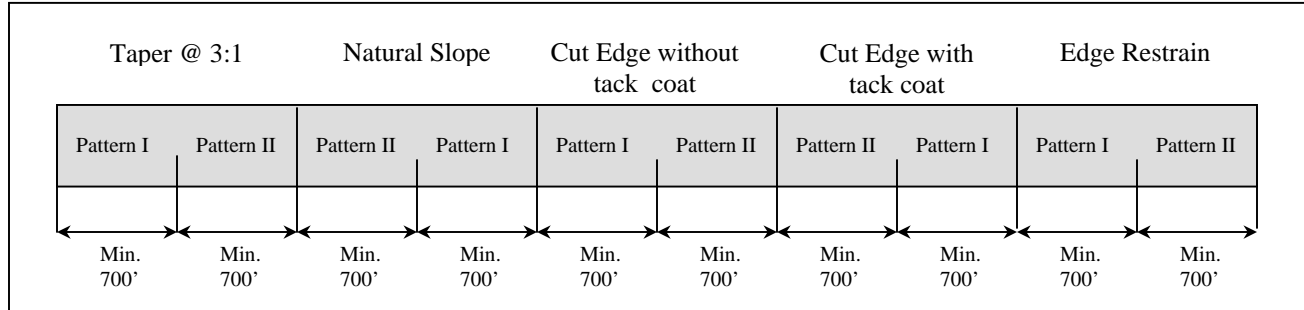 Taper @ 3:1 Natural Slope Cut Edge without Cut Edge with Edge Restrain
tack coat tack coat
Pattern I Pattern II Pattern II Pattern I Pattern I Pattern II Pattern II Pattern I Pattern I Pattern II
Min. Min. Min. Min. Min. Min. Min. Min. Min. Min.
700’ 700’ 700’ 700’ 700’ 700’ 700’ 700’ 700’ 700’